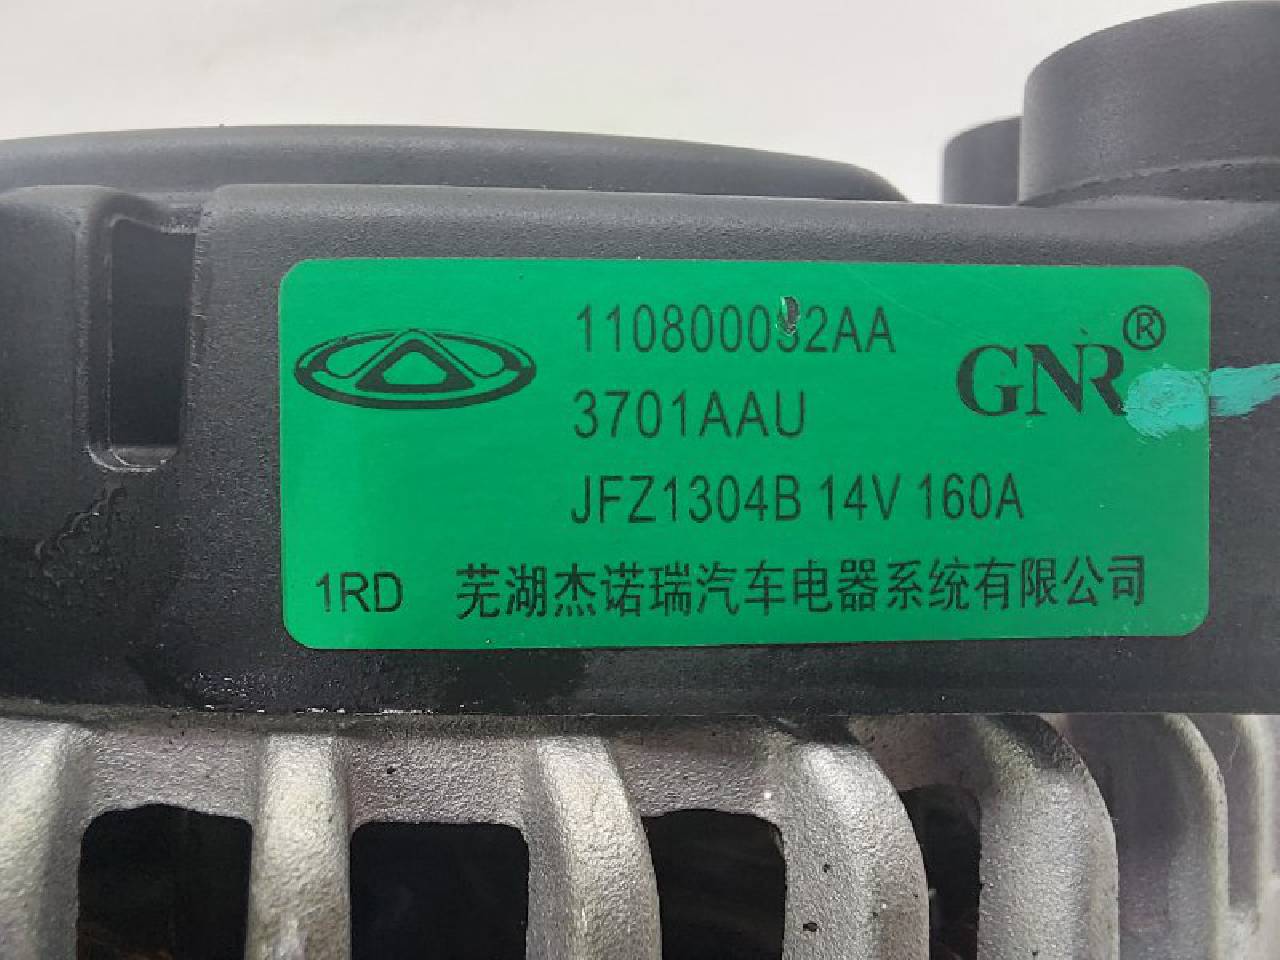 110800092AA
3701AAU
GNR®
JFZ1304B 14V 160A
1RD 芜湖杰诺瑞汽车电器系统有限公司